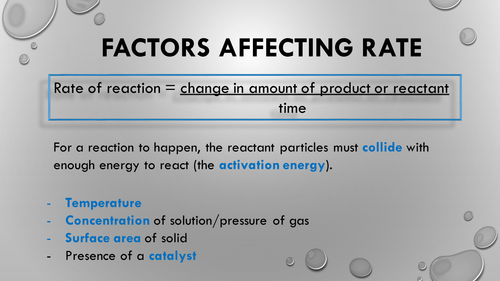 FACTORS AFFECTING RATE
Rate of reaction = change in amount of product or reactant
time
For a reaction to happen, the reactant particles must collide with
enough energy to react (the activation energy).
- Temperature
- Concentration of solution/pressure of gas
- Surface area of solid
- Presence of a catalyst